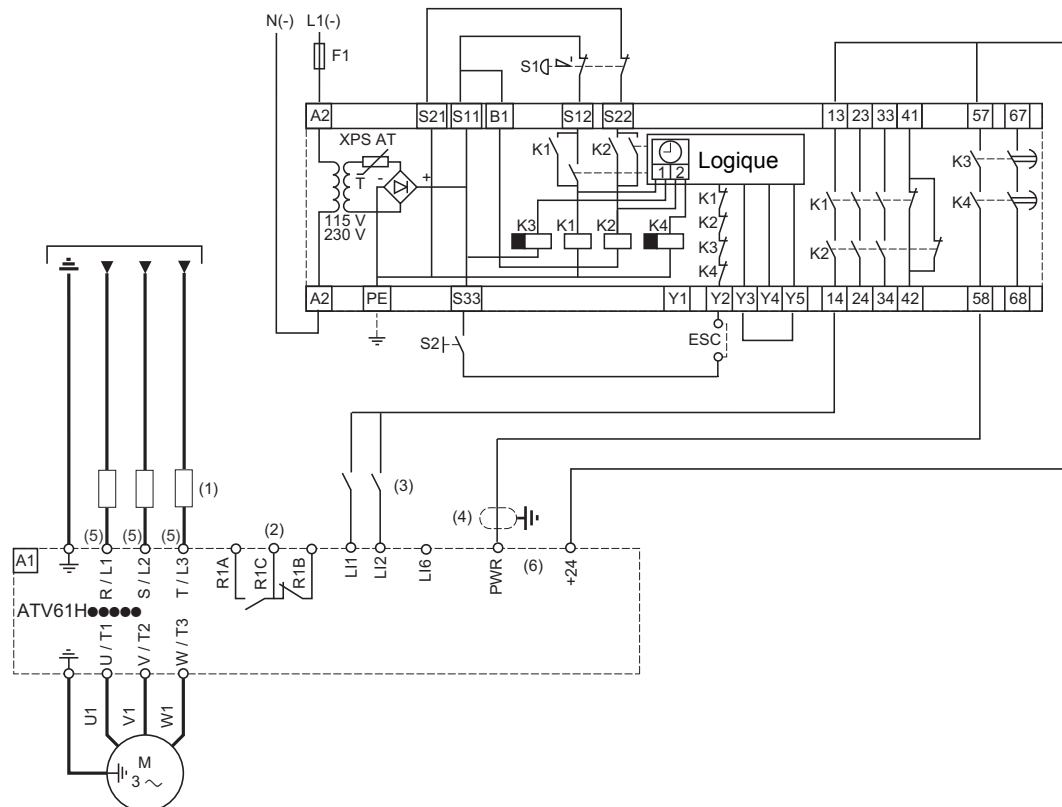 N(-) L1(-)
F1
S1
A2 S21 S11 B1 S12 S22 13 23 33 41 57 67
XPS AT
T - +
115 V
230 V
K1 K2
1 2
Logique
K3 K1 K2 K4
K1
K2
K3
K4
K1
K2
K3
K4
A2 PE S33 Y1 Y2 Y3 Y4 Y5 14 24 34 42 58 68
S2
ESC
(1)
(3)
(4)
(5) (5) (5) (2) (6)
A1
R / L1 S / L2 T / L3 R1A R1C R1B LI1 LI2 LI6 PWR +24
ATV61H●●●●●
U / T1 V / T2 W / T3
U1 V1 W1
M
3 ~